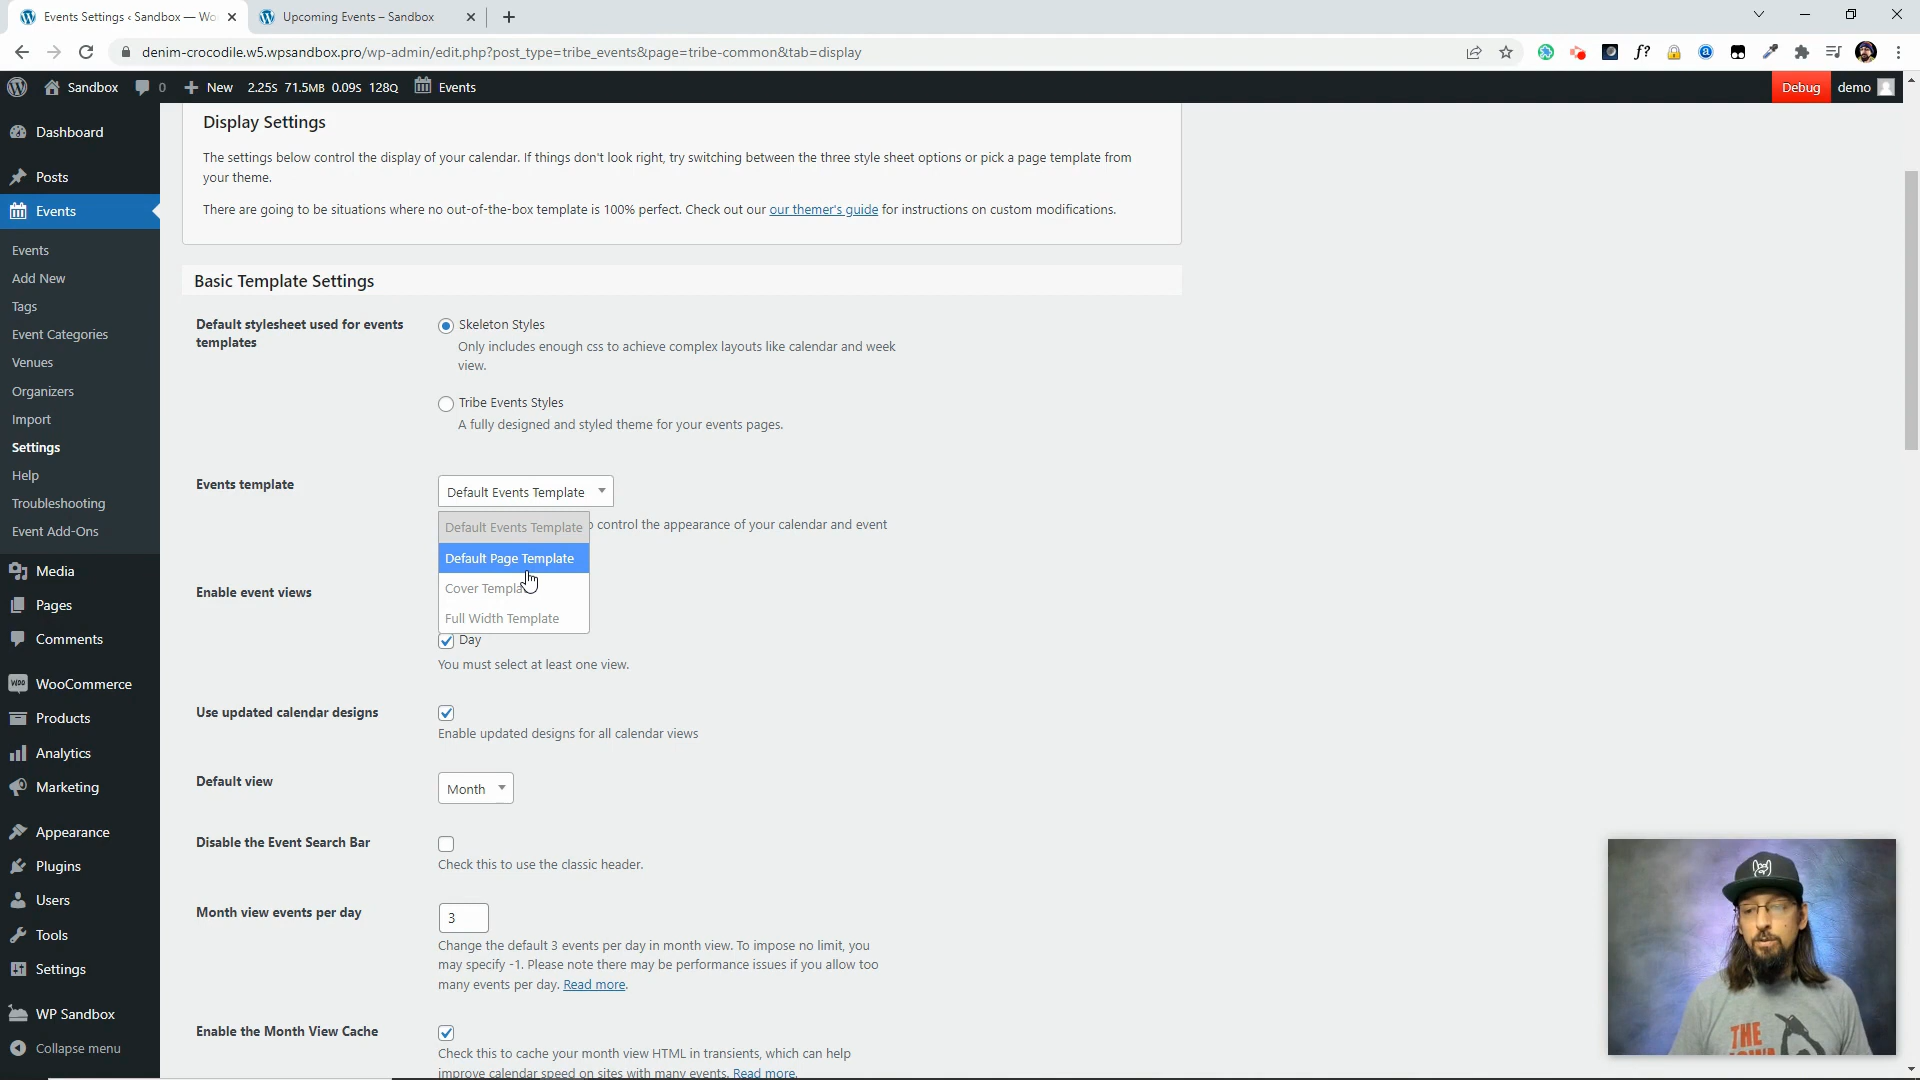 Events Settings ‹ Sandbox — Wo
Upcoming Events – Sandbox
denim-crocodile.w5.wpsandbox.pro/wp-admin/edit.php?post_type=tribe_events&page=tribe-common&tab=display
Sandbox
0
New
2.25s 71.5MB 0.09s 128Q
Events
Debug
demo
Dashboard
Posts
Events
Events
Add New
Tags
Event Categories
Venues
Organizers
Import
Settings
Help
Troubleshooting
Event Add-Ons
Media
Pages
Comments
WooCommerce
Products
Analytics
Marketing
Appearance
Plugins
Users
Tools
Settings
WP Sandbox
Collapse menu
Display Settings
The settings below control the display of your calendar. If things don't look right, try switching between the three style sheet options or pick a page template from
your theme.
There are going to be situations where no out-of-the-box template is 100% perfect. Check out our our themer's guide for instructions on custom modifications.
Basic Template Settings
Default stylesheet used for events
templates
Skeleton Styles
Only includes enough css to achieve complex layouts like calendar and week
view.
Tribe Events Styles
A fully designed and styled theme for your events pages.
Events template
Default Events Template
Default Events Template
control the appearance of your calendar and event
Default Page Template
Cover Templa
Full Width Template
Enable event views
Day
You must select at least one view.
Use updated calendar designs
Enable updated designs for all calendar views
Default view
Month
Disable the Event Search Bar
Check this to use the classic header.
Month view events per day
3
Change the default 3 events per day in month view. To impose no limit, you
may specify -1. Please note there may be performance issues if you allow too
many events per day. Read more.
Enable the Month View Cache
Check this to cache your month view HTML in transients, which can help
improve calendar speed on sites with many events. Read more.
THE